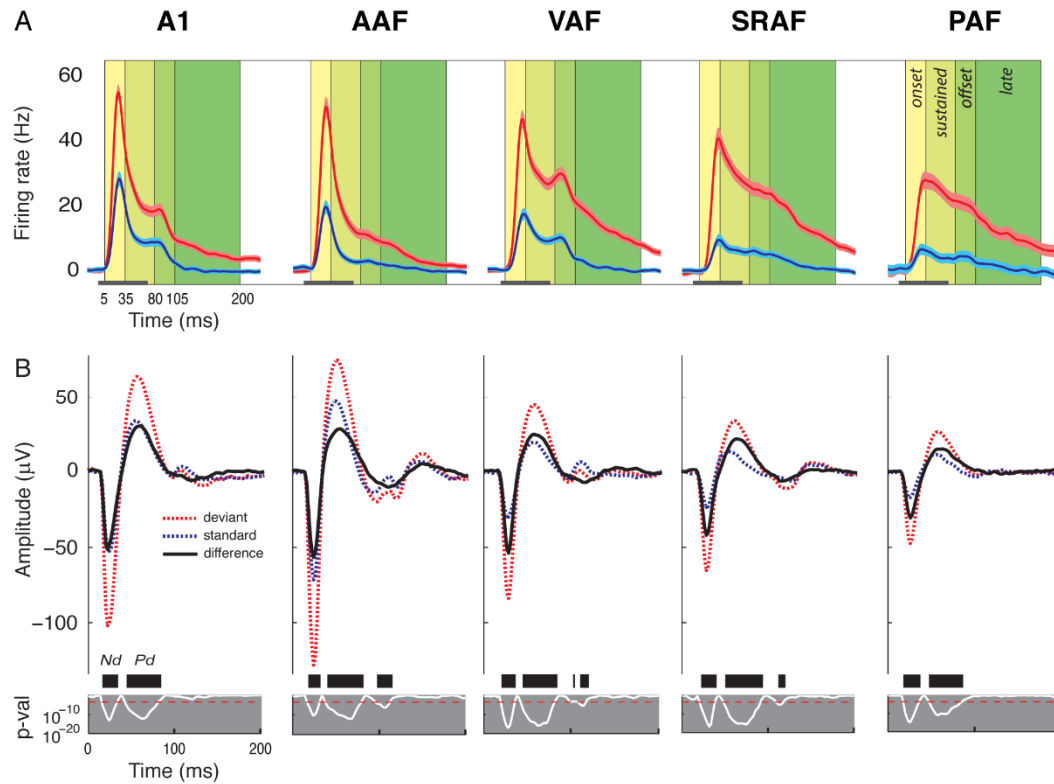 A
A1 AAF VAF SRAF PAF
Firing rate (Hz)
60
40
20
0
onset
sustained
offset
late
5 35 80 105 200
Time (ms)
B
Amplitude (µV)
50
0
−50
−100
deviant
standard
difference
Nd Pd
p-val
10⁻¹⁰
10⁻²⁰
0 100 200
Time (ms)